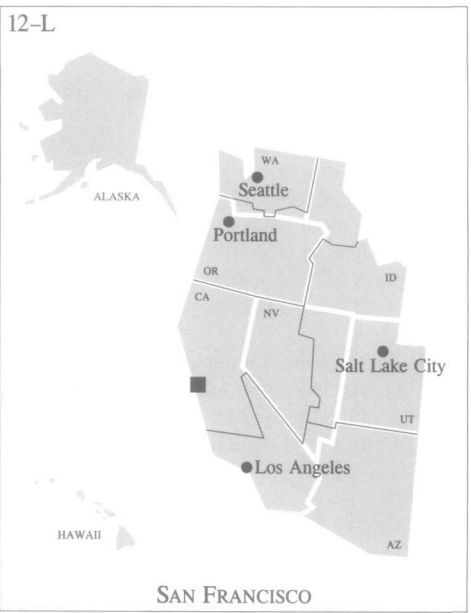 12–L
WA
Seattle
ALASKA
Portland
OR
ID
CA
NV
Salt Lake City
UT
Los Angeles
HAWAII
AZ
SAN FRANCISCO